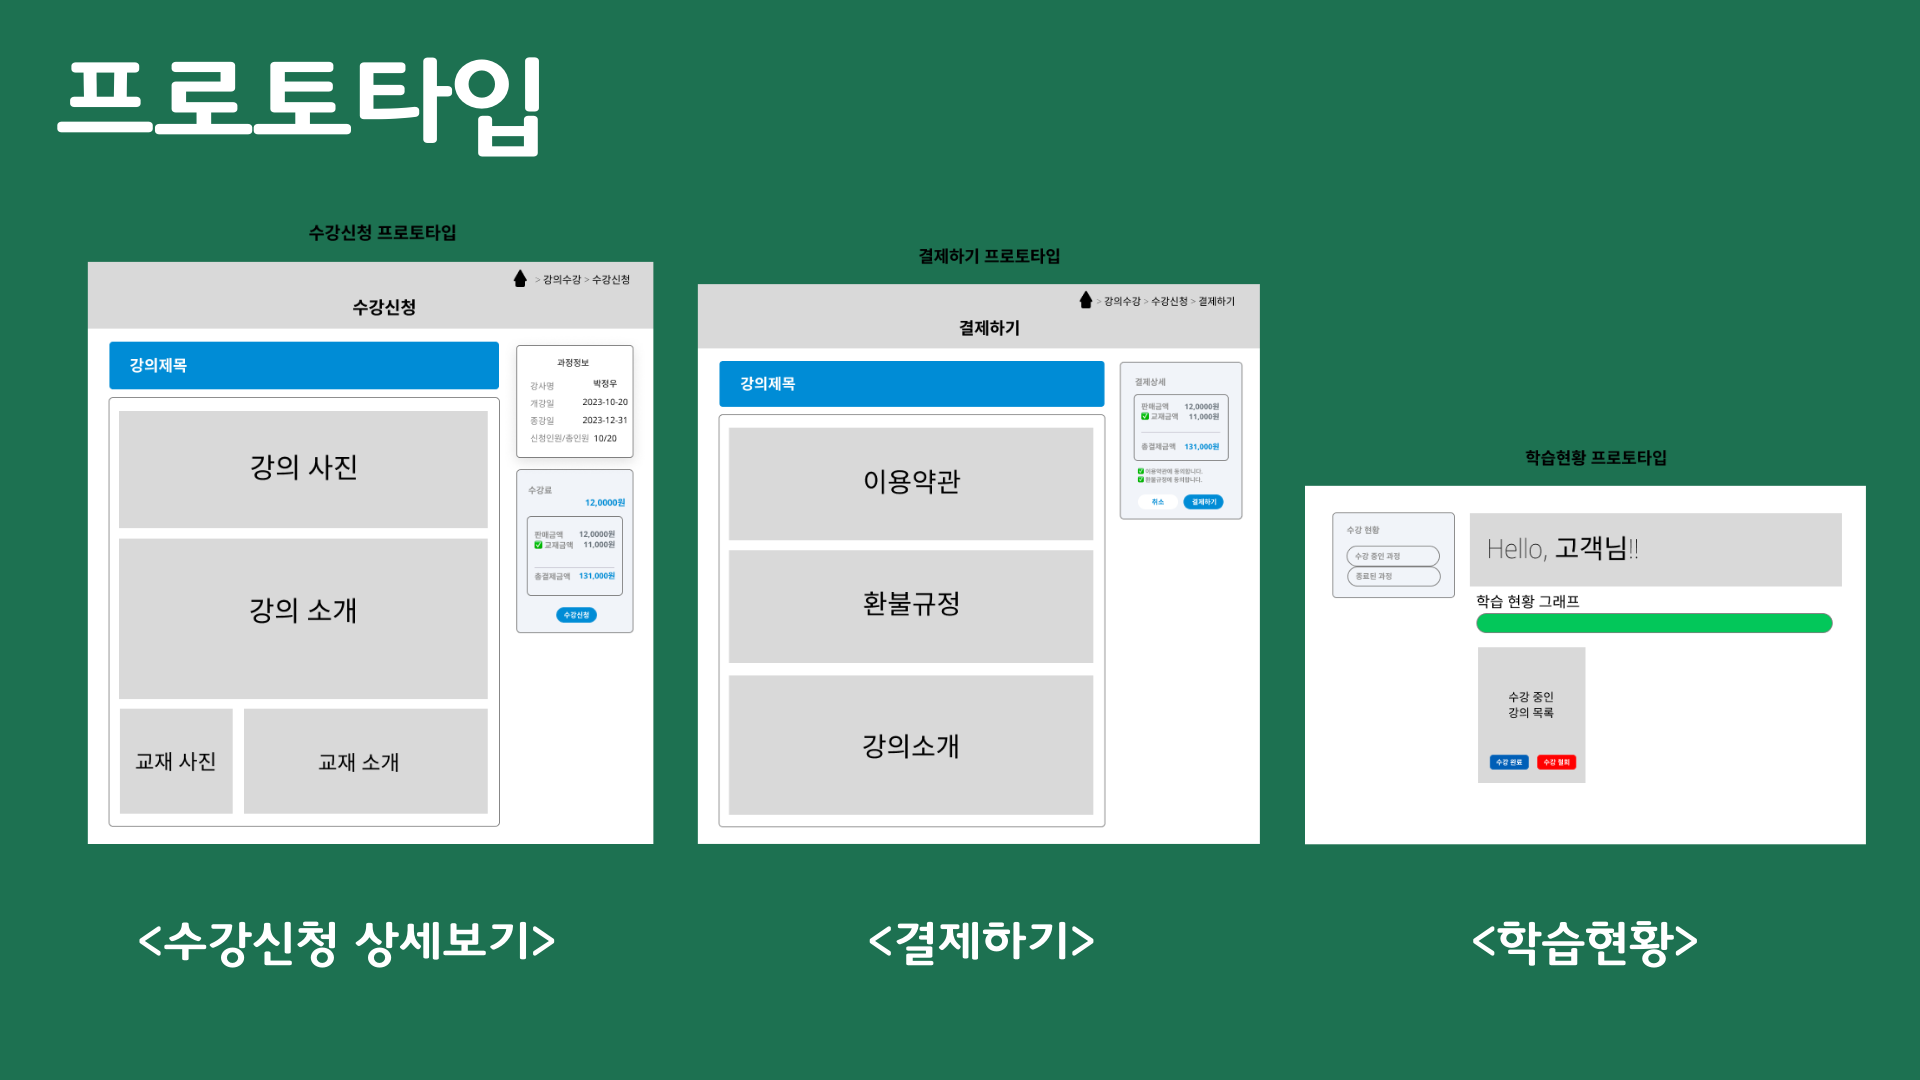 프로토타입
수강신청 프로토타입
> 강의수강 > 수강신청
수강신청
강의제목
강의 사진
강의 소개
교재 사진
교재 소개
과정정보
강사명 박정우
개강일 2023-10-20
종강일 2023-12-31
신청인원/총인원 10/20
수강료
12,0000원
판매금액 12,0000원
✅ 교재금액 11,000원
총결제금액 131,000원
수강신청
결제하기 프로토타입
> 강의수강 > 수강신청 > 결제하기
결제하기
강의제목
이용약관
환불규정
강의소개
결제상세
판매금액 12,0000원
✅ 교재금액 11,000원
총결제금액 131,000원
✅ 이용약관에 동의합니다.
✅ 환불규정에 동의합니다.
취소 결제하기
학습현황 프로토타입
수강 현황
수강 중인 과정
종료된 과정
Hello, 고객님!!
학습 현황 그래프
수강 중인
강의 목록
수강 완료 수강 철회
<수강신청 상세보기>
<결제하기>
<학습현황>